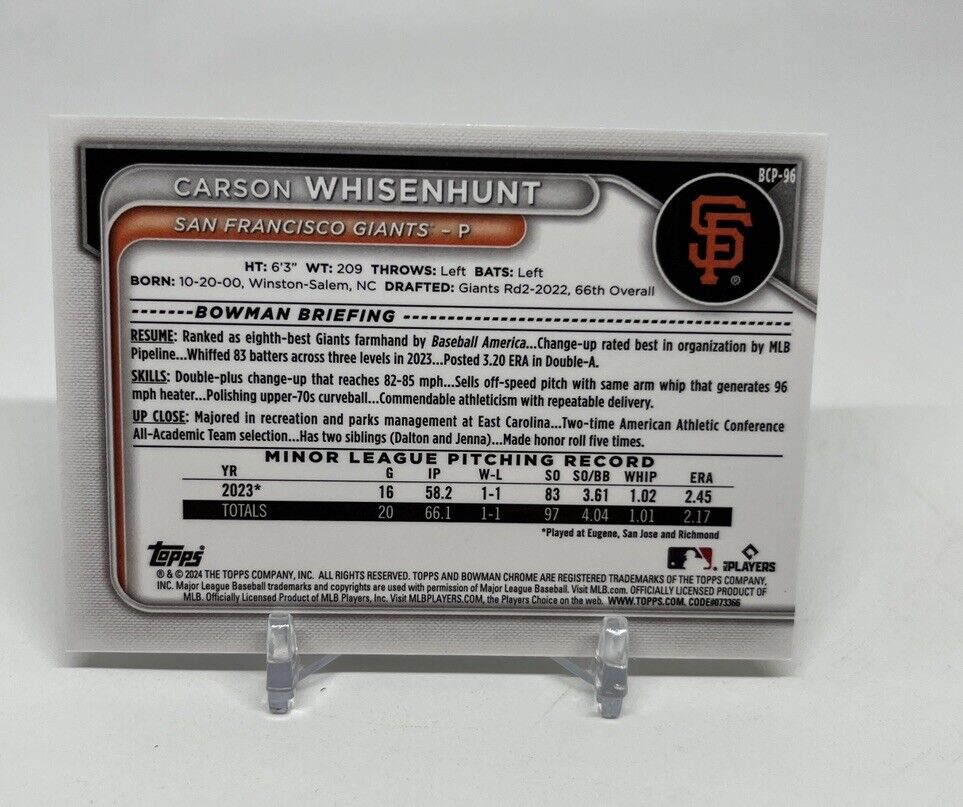 BCP-96
CARSON WHISENHUNT
SAN FRANCISCO GIANTS - P
SF ®
HT: 6'3" WT: 209 THROWS: Left BATS: Left
BORN: 10-20-00, Winston-Salem, NC DRAFTED: Giants Rd2-2022, 66th Overall
BOWMAN BRIEFING
RESUME: Ranked as eighth-best Giants farmhand by Baseball America...Change-up rated best in organization by MLB
Pipeline...Whiffed 83 batters across three levels in 2023...Posted 3.20 ERA in Double-A.
SKILLS: Double-plus change-up that reaches 82-85 mph...Sells off-speed pitch with same arm whip that generates 96
mph heater...Polishing upper-70s curveball...Commendable athleticism with repeatable delivery.
UP CLOSE: Majored in recreation and parks management at East Carolina...Two-time American Athletic Conference
All-Academic Team selection...Has two siblings (Dalton and Jenna)...Made honor roll five times.
MINOR LEAGUE PITCHING RECORD
YR G IP W-L SO SO/BB WHIP ERA
2023* 16 58.2 1-1 83 3.61 1.02 2.45
TOTALS 20 66.1 1-1 97 4.04 1.01 2.17
*Played at Eugene, San Jose and Richmond
Topps PLAYERS
® & © 2024 THE TOPPS COMPANY, INC. ALL RIGHTS RESERVED. TOPPS AND BOWMAN CHROME ARE REGISTERED TRADEMARKS OF THE TOPPS COMPANY,
INC. Major League Baseball trademarks and copyrights are used with permission of Major League Baseball. Visit MLB.com. OFFICIALLY LICENSED PRODUCT OF
MLB. Officially Licensed Product of MLB Players, Inc. Visit MLBPLAYERS.COM, the Players Choice on the web. WWW.TOPPS.COM. CODE#073366